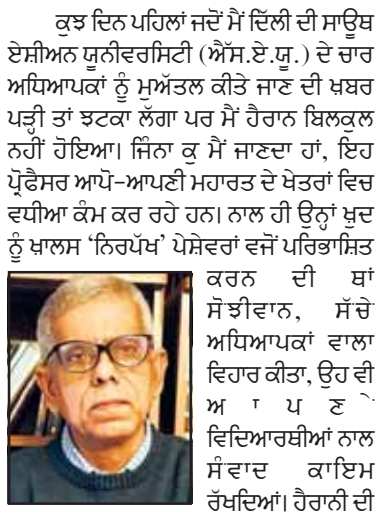 ਕੁਝ ਦਿਨ ਪਹਿਲਾਂ ਜਦੋਂ ਮੈਂ ਦਿੱਲੀ ਦੀ ਸਾਊਥ
ਏਸ਼ੀਅਨ ਯੂਨੀਵਰਸਿਟੀ (ਐੱਸ.ਏ.ਯੂ.) ਦੇ ਚਾਰ
ਅਧਿਆਪਕਾਂ ਨੂੰ ਮੁਅੱਤਲ ਕੀਤੇ ਜਾਣ ਦੀ ਖ਼ਬਰ
ਪੜ੍ਹੀ ਤਾਂ ਝਟਕਾ ਲੱਗਾ ਪਰ ਮੈਂ ਹੈਰਾਨ ਬਿਲਕੁਲ
ਨਹੀਂ ਹੋਇਆ। ਜਿੰਨਾ ਕੁ ਮੈਂ ਜਾਣਦਾ ਹਾਂ, ਇਹ
ਪ੍ਰੋਫੈਸਰ ਆਪੋ-ਆਪਣੀ ਮਹਾਰਤ ਦੇ ਖੇਤਰਾਂ ਵਿਚ
ਵਧੀਆ ਕੰਮ ਕਰ ਰਹੇ ਹਨ। ਨਾਲ ਹੀ ਉਨ੍ਹਾਂ ਖ਼ੁਦ
ਨੂੰ ਖ਼ਾਲਸ ‘ਨਿਰਪੱਖ’ ਪੇਸ਼ੇਵਰਾਂ ਵਜੋਂ ਪਰਿਭਾਸ਼ਿਤ
ਕਰਨ ਦੀ ਥਾਂ
ਸੋਝੀਵਾਨ, ਸੱਚੇ
ਅਧਿਆਪਕਾਂ ਵਾਲਾ
ਵਿਹਾਰ ਕੀਤਾ, ਉਹ ਵੀ
ਆਪਣੇ
ਵਿਦਿਆਰਥੀਆਂ ਨਾਲ
ਸੰਵਾਦ ਕਾਇਮ
ਰੱਖਦਿਆਂ। ਹੈਰਾਨੀ ਦੀ